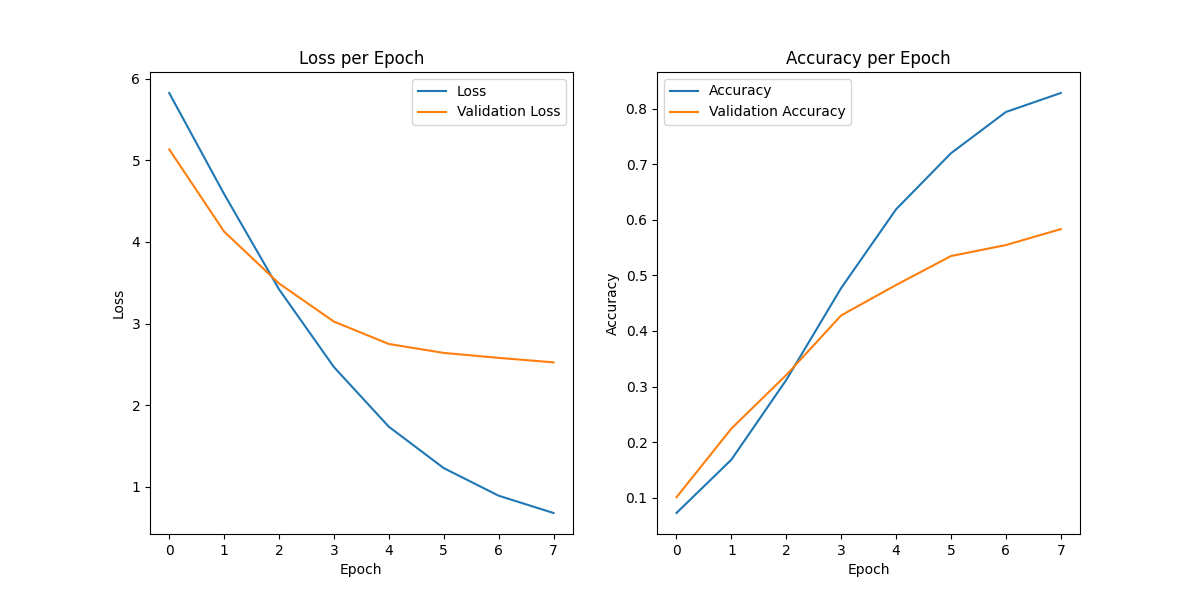 Loss per Epoch
Loss
Validation Loss
6
5
4
3
2
1
Loss
0 1 2 3 4 5 6 7
Epoch
Accuracy per Epoch
Accuracy
Validation Accuracy
0.8
0.7
0.6
0.5
0.4
0.3
0.2
0.1
Accuracy
0 1 2 3 4 5 6 7
Epoch